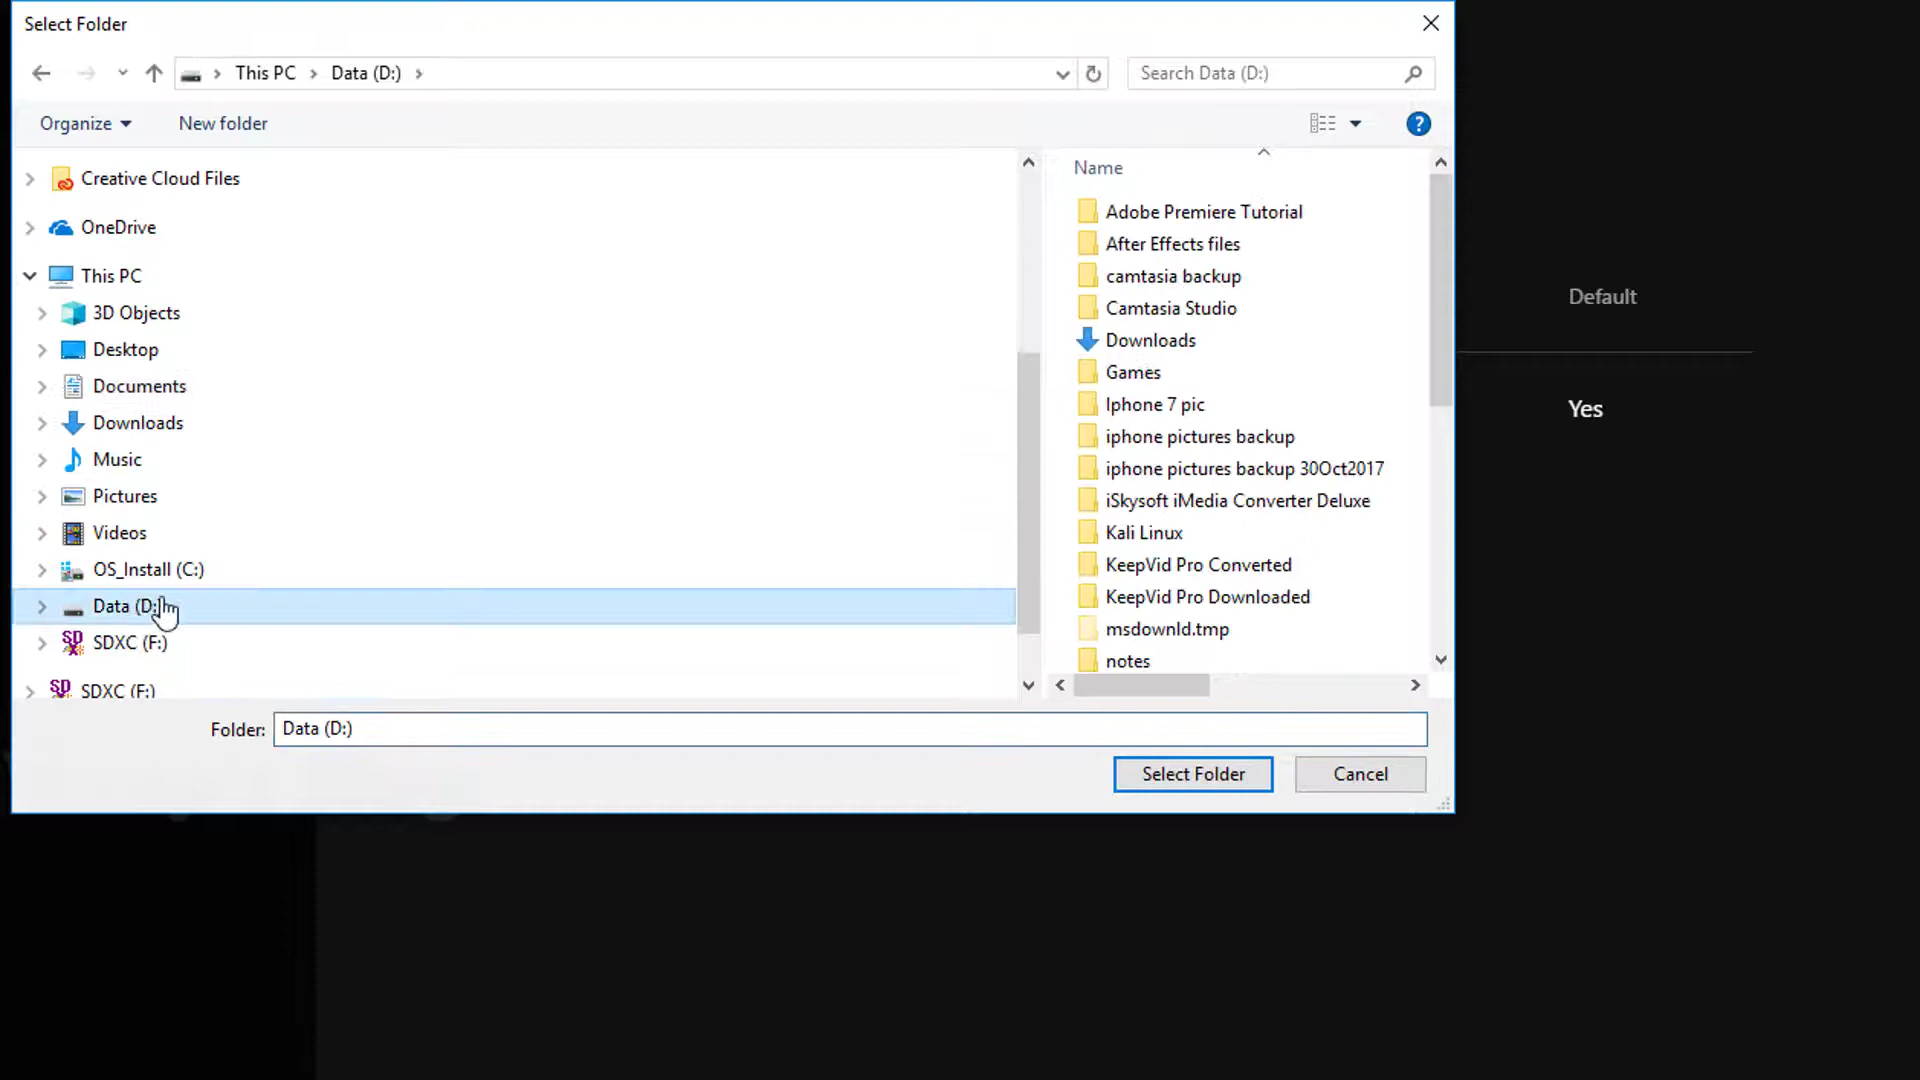 Select Folder
This PC
Data (D:)
Search Data (D:)
Organize
New folder
?
Creative Cloud Files
OneDrive
This PC
3D Objects
Desktop
Documents
Downloads
Music
Pictures
Videos
OS_Install (C:)
Data (D:)
SD
SDXC (F:)
SD
SDXC (F:)
Name
Adobe Premiere Tutorial
After Effects files
camtasia backup
Camtasia Studio
Downloads
Games
Iphone 7 pic
iphone pictures backup
iphone pictures backup 30Oct2017
iSkysoft iMedia Converter Deluxe
Kali Linux
KeepVid Pro Converted
KeepVid Pro Downloaded
msdownld.tmp
notes
Folder: Data (D:)
Select Folder
Cancel
Default
Yes